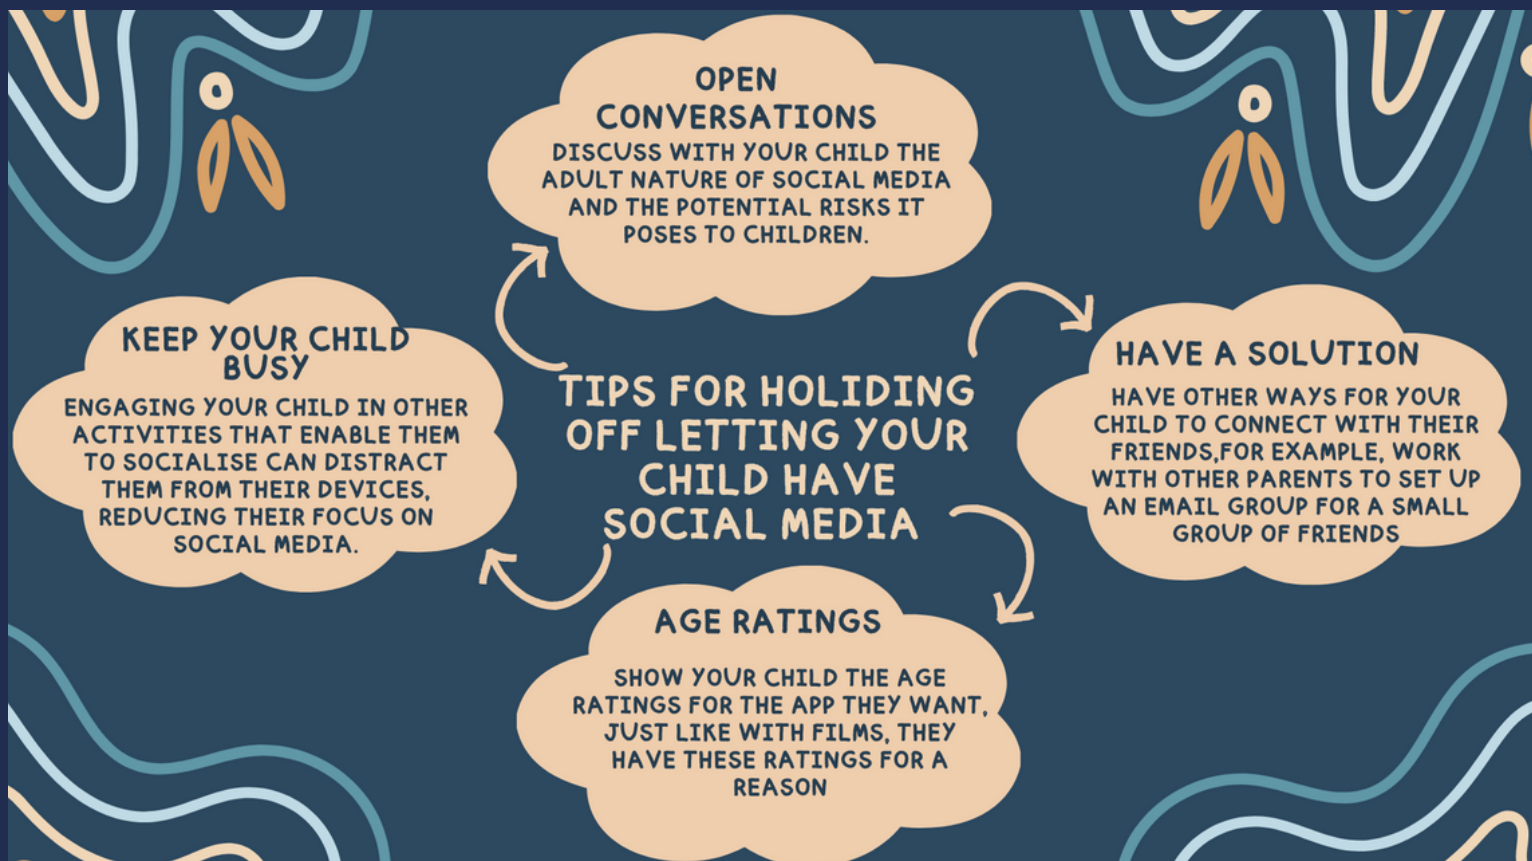 OPEN
CONVERSATIONS
DISCUSS WITH YOUR CHILD THE
ADULT NATURE OF SOCIAL MEDIA
AND THE POTENTIAL RISKS IT
POSES TO CHILDREN.
KEEP YOUR CHILD
BUSY
ENGAGING YOUR CHILD IN OTHER
ACTIVITIES THAT ENABLE THEM
TO SOCIALISE CAN DISTRACT
THEM FROM THEIR DEVICES,
REDUCING THEIR FOCUS ON
SOCIAL MEDIA.
TIPS FOR HOLIDING
OFF LETTING YOUR
CHILD HAVE
SOCIAL MEDIA
HAVE A SOLUTION
HAVE OTHER WAYS FOR YOUR
CHILD TO CONNECT WITH THEIR
FRIENDS,FOR EXAMPLE, WORK
WITH OTHER PARENTS TO SET UP
AN EMAIL GROUP FOR A SMALL
GROUP OF FRIENDS
AGE RATINGS
SHOW YOUR CHILD THE AGE
RATINGS FOR THE APP THEY WANT,
JUST LIKE WITH FILMS, THEY
HAVE THESE RATINGS FOR A
REASON